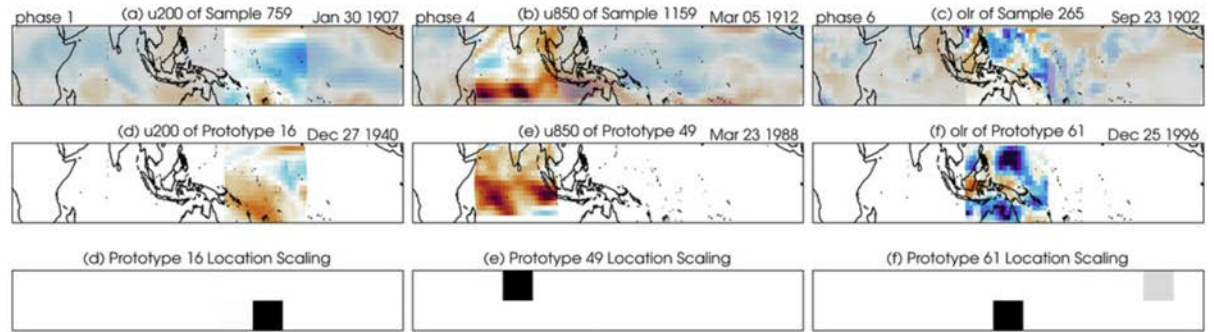 phase 1 (a) u200 of Sample 759 Jan 30 1907
phase 4 (b) u850 of Sample 1159 Mar 05 1912
phase 6 (c) olr of Sample 265 Sep 23 1902
(d) u200 of Prototype 16 Dec 27 1940
(e) u850 of Prototype 49 Mar 23 1988
(f) olr of Prototype 61 Dec 25 1996
(d) Prototype 16 Location Scaling
(e) Prototype 49 Location Scaling
(f) Prototype 61 Location Scaling